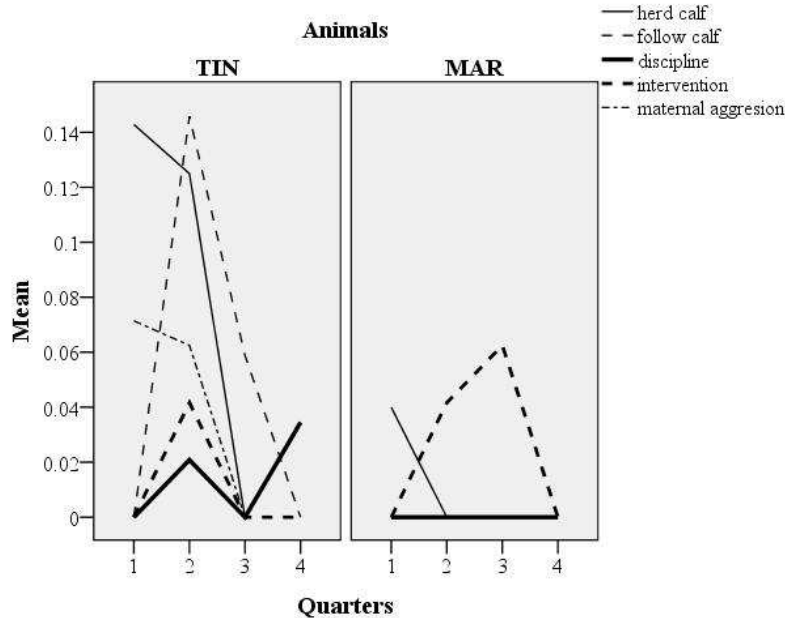 Animals
herd calf
follow calf
discipline
intervention
maternal aggresion
TIN
MAR
0.14
0.12
0.1
0.08
0.06
0.04
0.02
0
Mean
1 2 3 4
1 2 3 4
Quarters